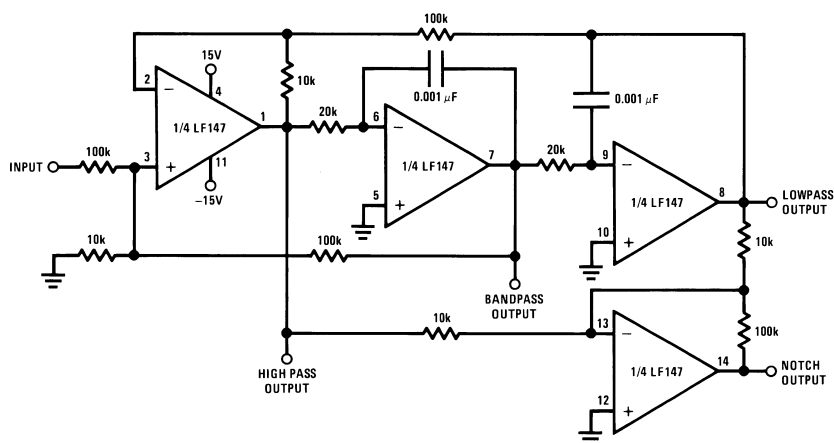 100k
15V
2
−
4
10k
0.001 μF
0.001 μF
1/4 LF147
1
20k
6
−
100k
3
+
11
−15V
1/4 LF147
7
20k
9
−
INPUT
5
+
1/4 LF147
8
LOWPASS
OUTPUT
10k
100k
10
+
10k
BANDPASS
OUTPUT
10k
13
−
100k
HIGH PASS
OUTPUT
1/4 LF147
14
NOTCH
OUTPUT
12
+